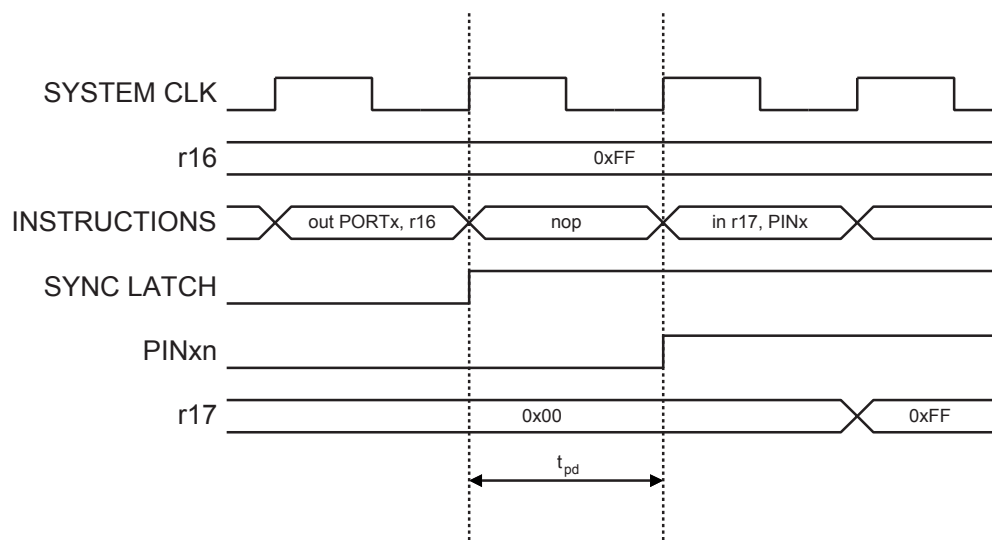 SYSTEM CLK
r16
0xFF
INSTRUCTIONS
out PORTx, r16
nop
in r17, PINx
SYNC LATCH
PINxn
r17
0x00
0xFF
tpd